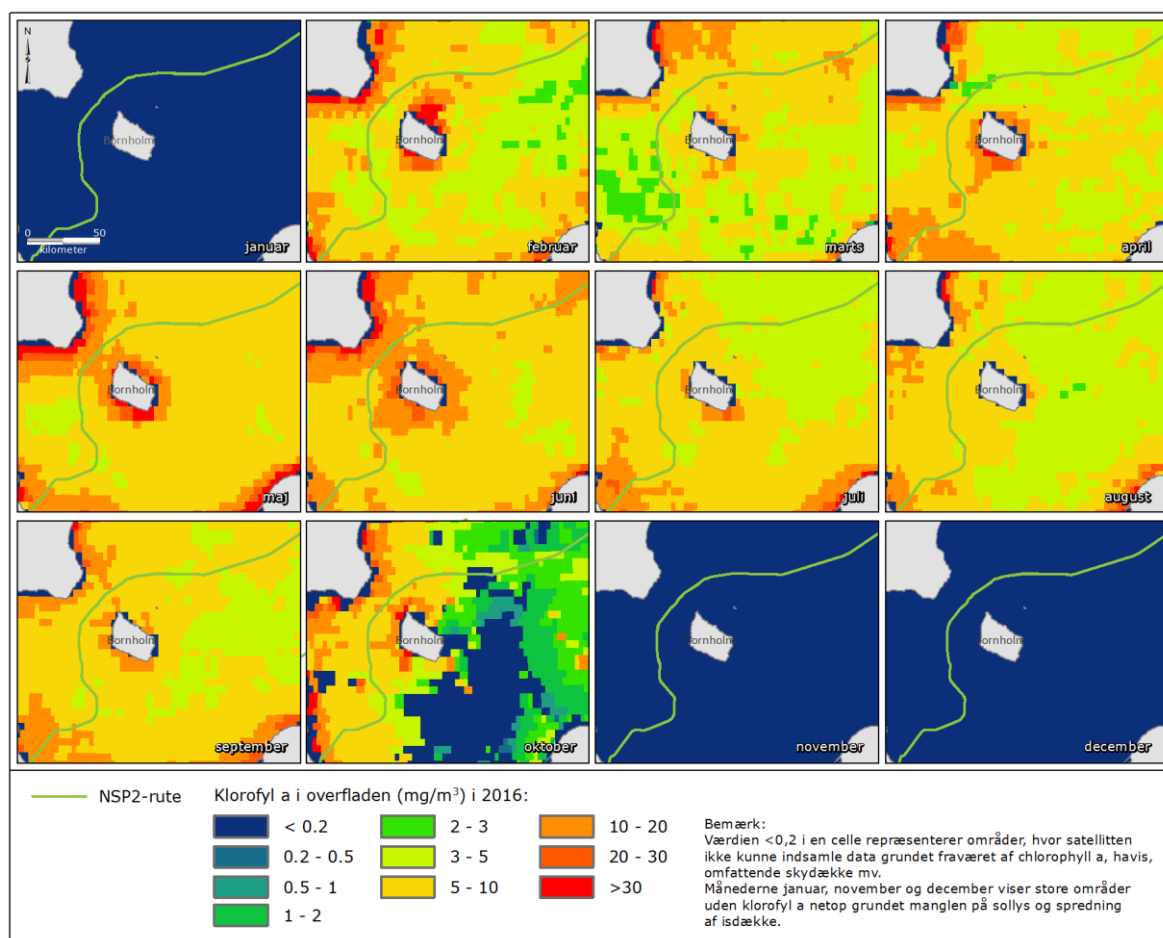 N
Bornholm
0 50
kilometer
januar
Bornholm
februar
Bornholm
marts
Bornholm
april
Bornholm
maj
Bornholm
juni
Bornholm
juli
Bornholm
august
Bornholm
september
Bornholm
oktober
Bornholm
november
Bornholm
december
NSP2-rute
Klorofyl a i overfladen (mg/m³) i 2016:
< 0.2
0.2 - 0.5
0.5 - 1
1 - 2
2 - 3
3 - 5
5 - 10
10 - 20
20 - 30
>30
Bemærk:
Værdien <0,2 i en celle repræsenterer områder, hvor satellitten
ikke kunne indsamle data grundet fraværet af chlorophyll a, havis,
omfattende skydække mv.
Månederne januar, november og december viser store områder
uden klorofyl a netop grundet manglen på sollys og spredning
af isdække.